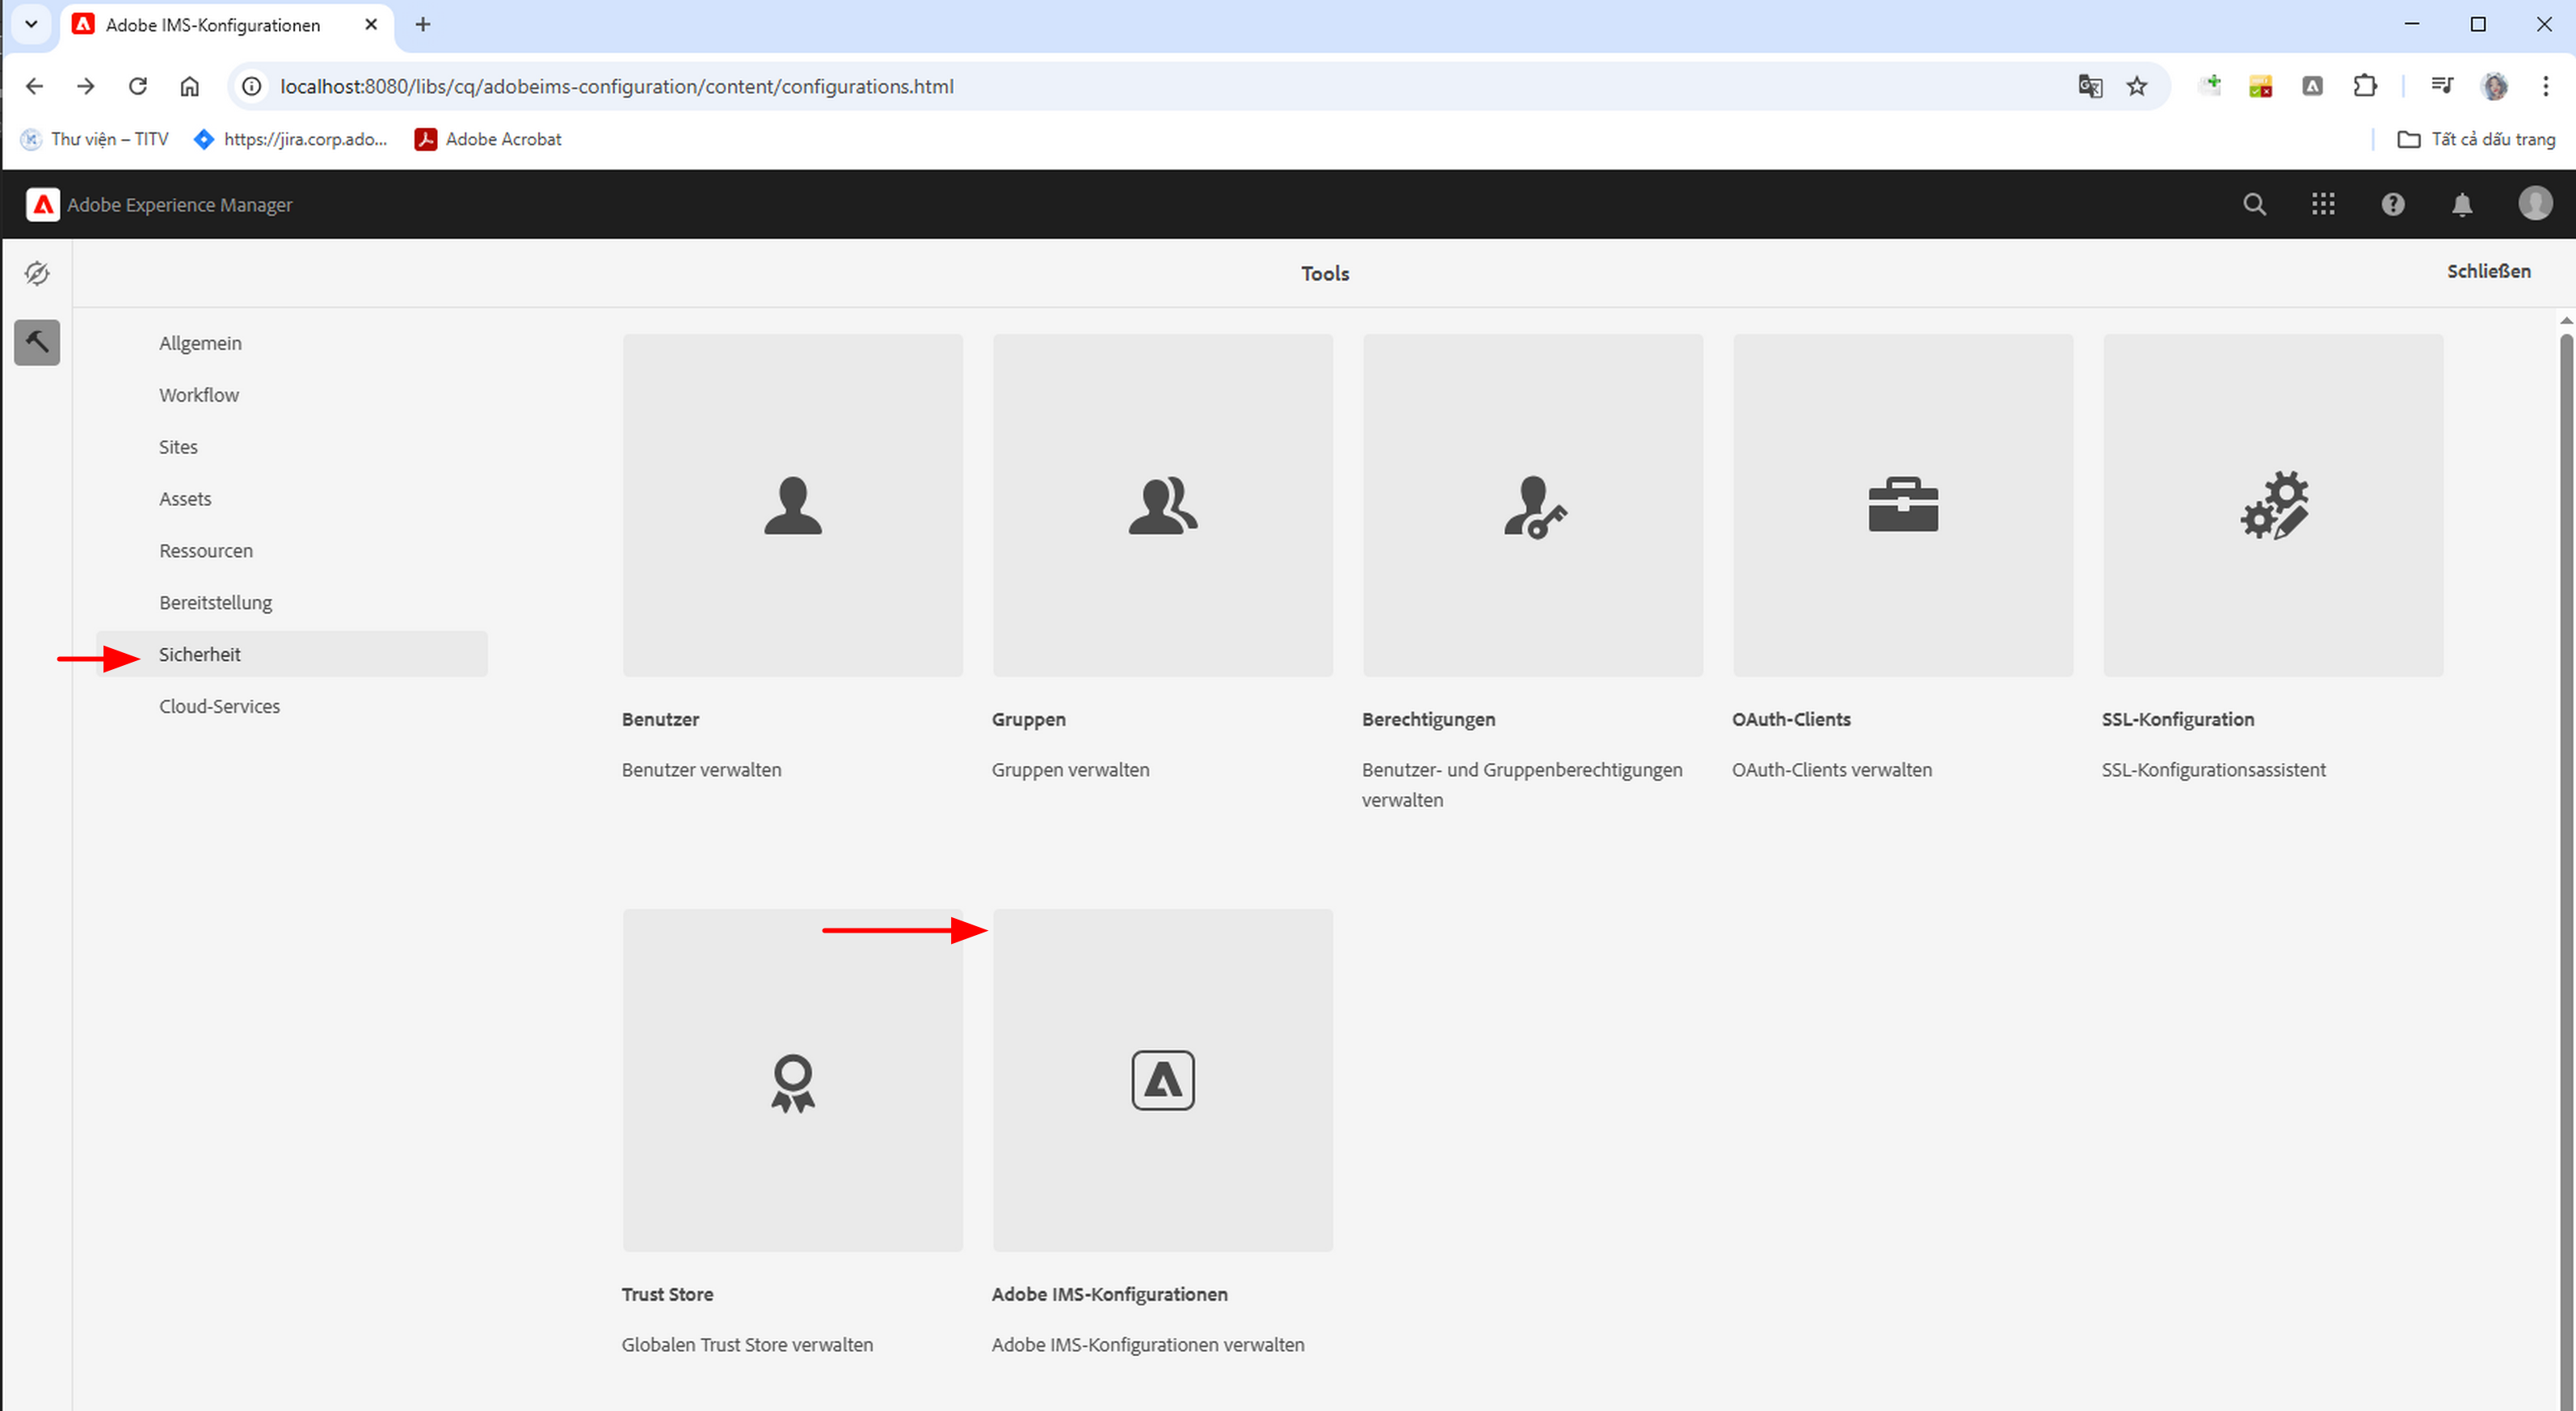 Adobe IMS-Konfigurationen
localhost:8080/libs/cq/adobeims-configuration/content/configurations.html
Thư viện – TITV
https://jira.corp.ado...
Adobe Acrobat
Tất cả dấu trang
Adobe Experience Manager
Tools
Schließen
Allgemein
Workflow
Sites
Assets
Ressourcen
Bereitstellung
Sicherheit
Cloud-Services
Benutzer
Benutzer verwalten
Gruppen
Gruppen verwalten
Berechtigungen
Benutzer- und Gruppenberechtigungen
verwalten
OAuth-Clients
OAuth-Clients verwalten
SSL-Konfiguration
SSL-Konfigurationsassistent
Trust Store
Globalen Trust Store verwalten
Adobe IMS-Konfigurationen
Adobe IMS-Konfigurationen verwalten